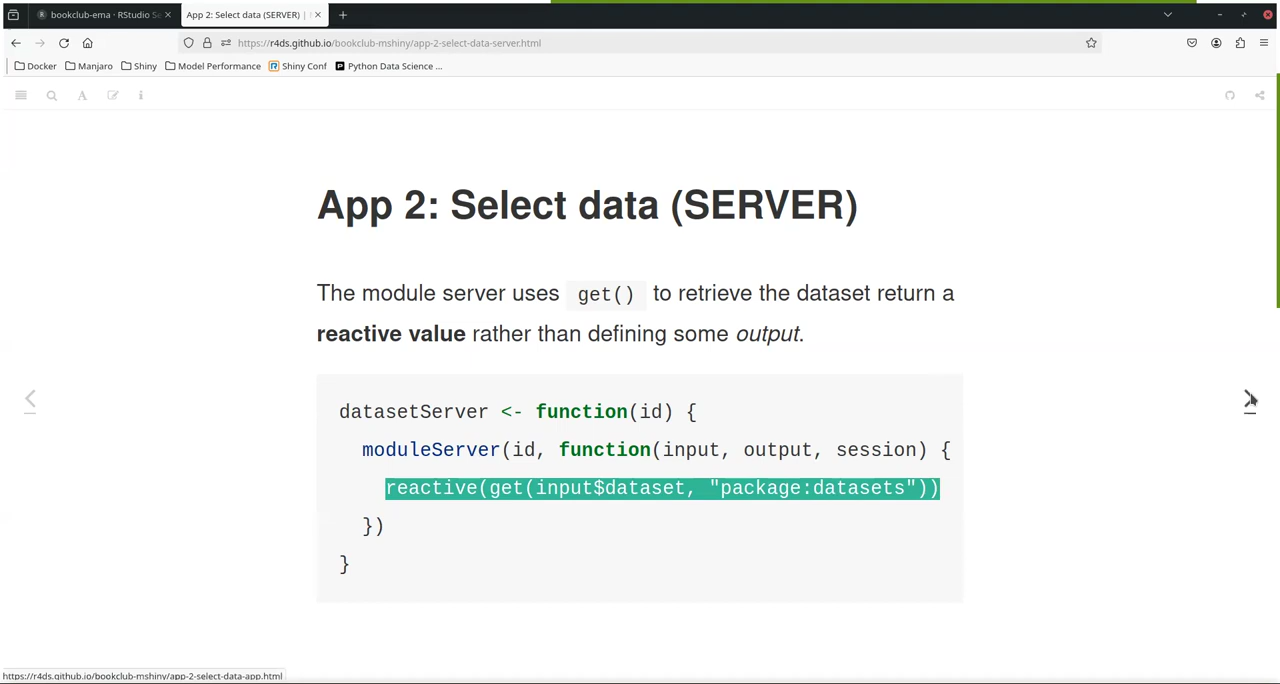 bookclub-ema · RStudio Se
App 2: Select data (SERVER) |
https://r4ds.github.io/bookclub-mshiny/app-2-select-data-server.html
Docker Manjaro Shiny Model Performance Shiny Conf Python Data Science ...
App 2: Select data (SERVER)
The module server uses get() to retrieve the dataset return a
reactive value rather than defining some output.
datasetServer <- function(id) {
moduleServer(id, function(input, output, session) {
reactive(get(input$dataset, "package:datasets"))
})
}
https://r4ds.github.io/bookclub-mshiny/app-2-select-data-app.html